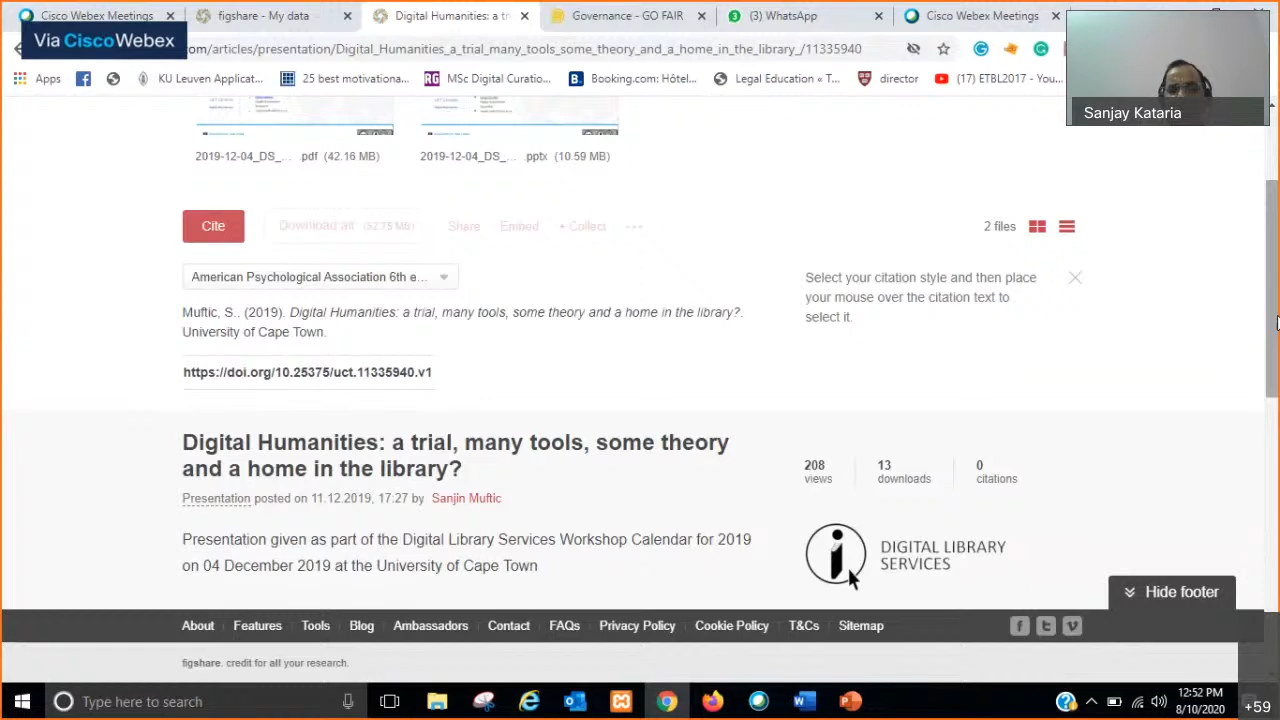 Cisco Webex Meetings
figshare - My data
Digital Humanities: a tr
Governance - GO FAIR
(3) WhatsApp
Cisco Webex Meetings
Via Cisco Webex
.com/articles/presentation/Digital_Humanities_a_trial_many_tools_some_theory_and_a_home_in_the_library_/11335940
Apps
KU Leuven Applicat...
25 best motivationa...
MSc Digital Curatio...
Booking.com: Hôtel...
Legal Education - T...
director
(17) ETBL2017 - You...
Sanjay Kataria
2019-12-04_DS_... .pdf (42.16 MB)
2019-12-04_DS_... .pptx (10.59 MB)
Cite
Download all (52.75 MB)
Share
Embed
+ Collect
...
2 files
American Psychological Association 6th e...
Select your citation style and then place
your mouse over the citation text to
select it.
Muftic, S.. (2019). Digital Humanities: a trial, many tools, some theory and a home in the library?.
University of Cape Town.
https://doi.org/10.25375/uct.11335940.v1
Digital Humanities: a trial, many tools, some theory
and a home in the library?
208
views
13
downloads
0
citations
Presentation posted on 11.12.2019, 17:27 by Sanjin Muftic
Presentation given as part of the Digital Library Services Workshop Calendar for 2019
on 04 December 2019 at the University of Cape Town
DIGITAL LIBRARY
SERVICES
Hide footer
About
Features
Tools
Blog
Ambassadors
Contact
FAQs
Privacy Policy
Cookie Policy
T&Cs
Sitemap
figshare. credit for all your research.
Type here to search
12:52 PM
8/10/2020
+59